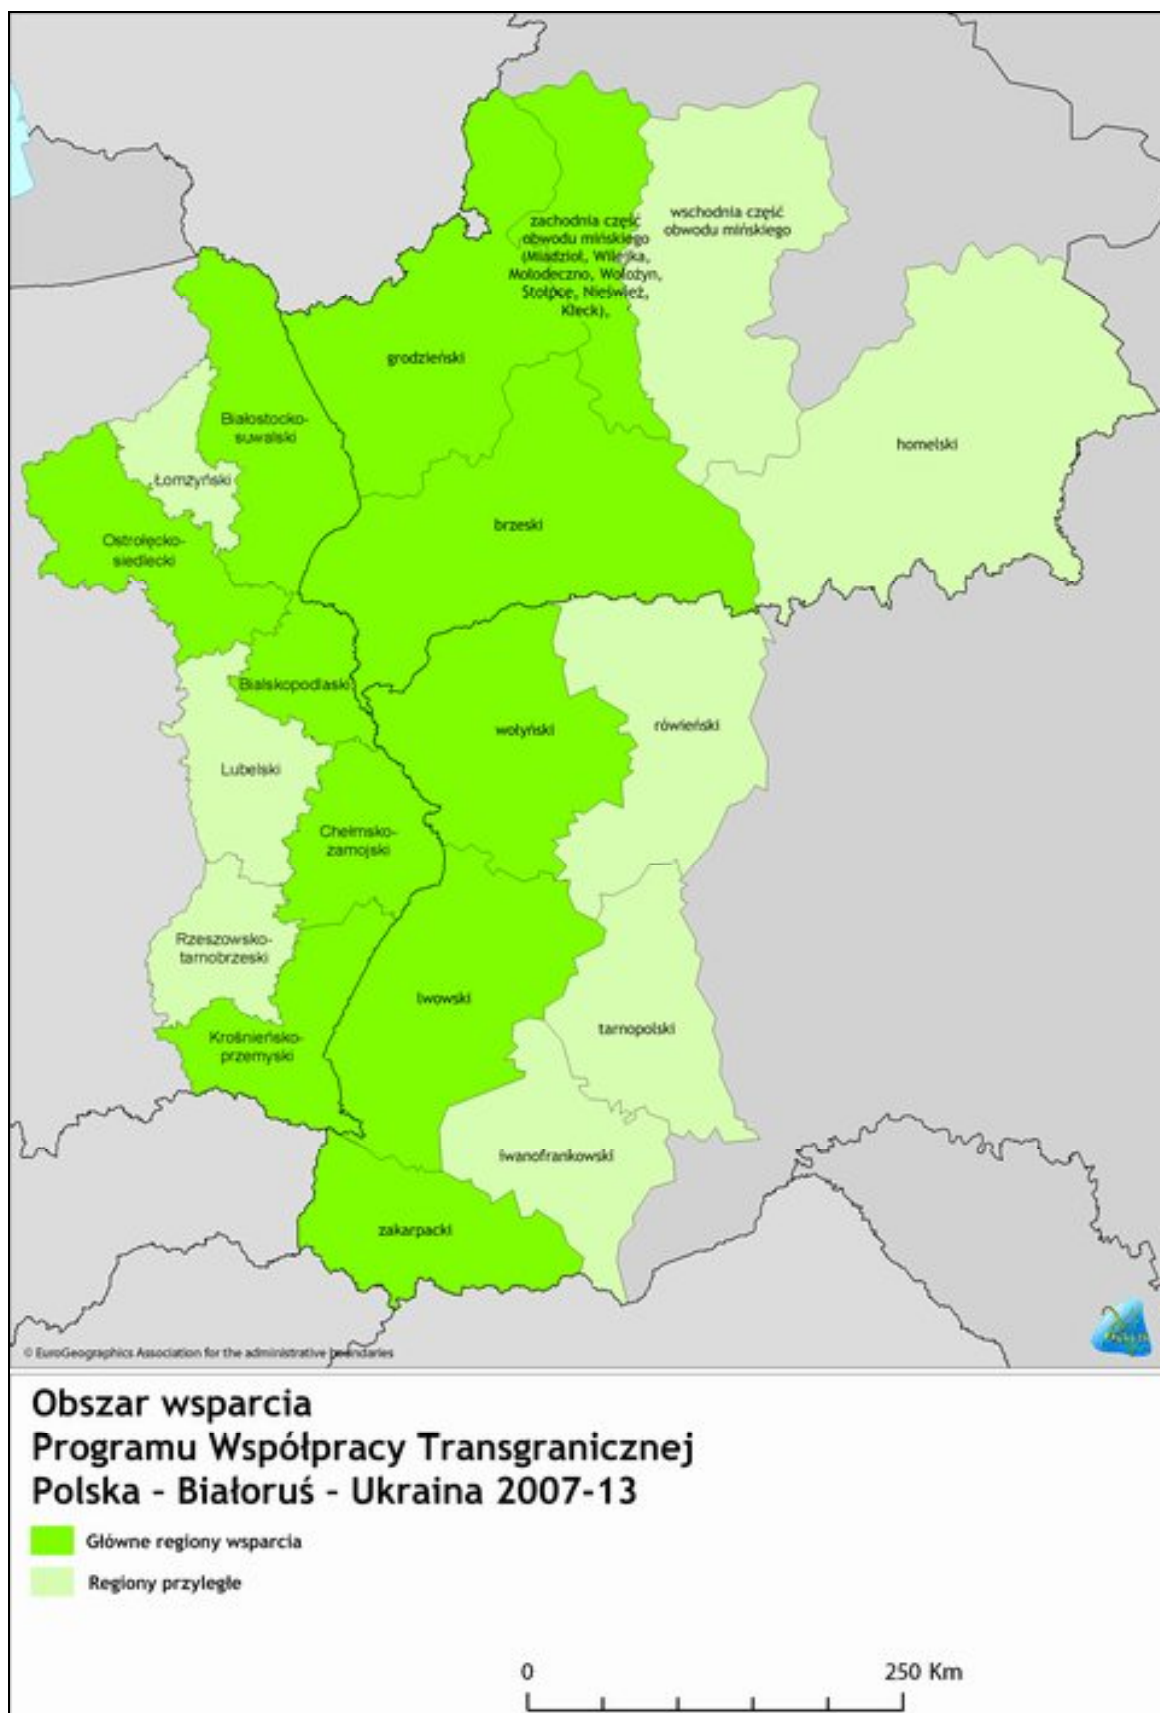 zachodnia część
obwodu mińskiego
(Miadzioł, Wilejka,
Mołodeczno, Wołożyn,
Stołpce, Nieśwież,
Kleck),
wschodnia część
obwodu mińskiego
grodzieński
Białostocko-
suwalski
homelski
Łomżyński
brzeski
Ostrołęcko-
siedlecki
Bialskopodlaski
wołyński
rówieński
Lubelski
Chełmsko-
zamojski
Rzeszowsko-
tarnobrzeski
lwowski
tarnopolski
Krośnieńsko-
przemyski
iwanofrankowski
zakarpacki
© EuroGeographics Association for the administrative boundaries
Obszar wsparcia
Programu Współpracy Transgranicznej
Polska - Białoruś - Ukraina 2007-13
Główne regiony wsparcia
Regiony przyległe
0 250 Km